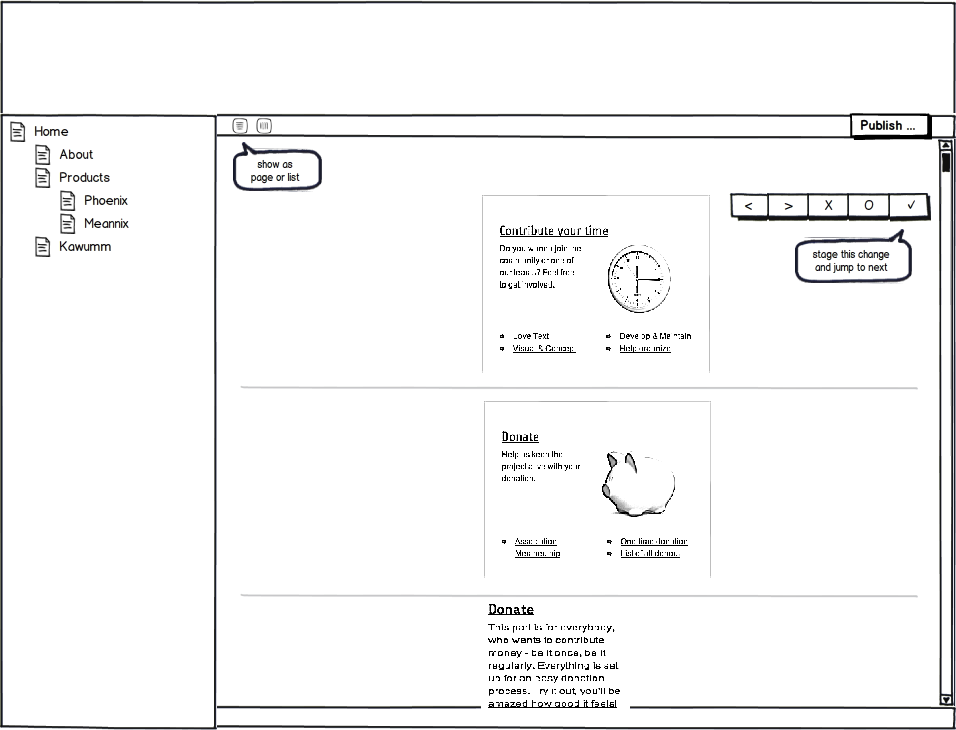 Publish ...
Home
About
Products
Phoenix
Meannix
Kawumm
show as
page or list
< > X O ✓
stage this change
and jump to next
Contribute your time
Do you wanna join the
community or one of
our teams? Feel free
to get involved.
Love Text
Develop & Maintain
Visual & Concept
Help organize
Donate
Help us keep the
project alive with your
donation.
Association
Membership
One time donation
List of all donors
Donate
This part is for everybody,
who wants to contribute
money - be it once, be it
regularly. Everything is set
up for an easy donation
process. Try it out, you'll be
amazed how good it feels!